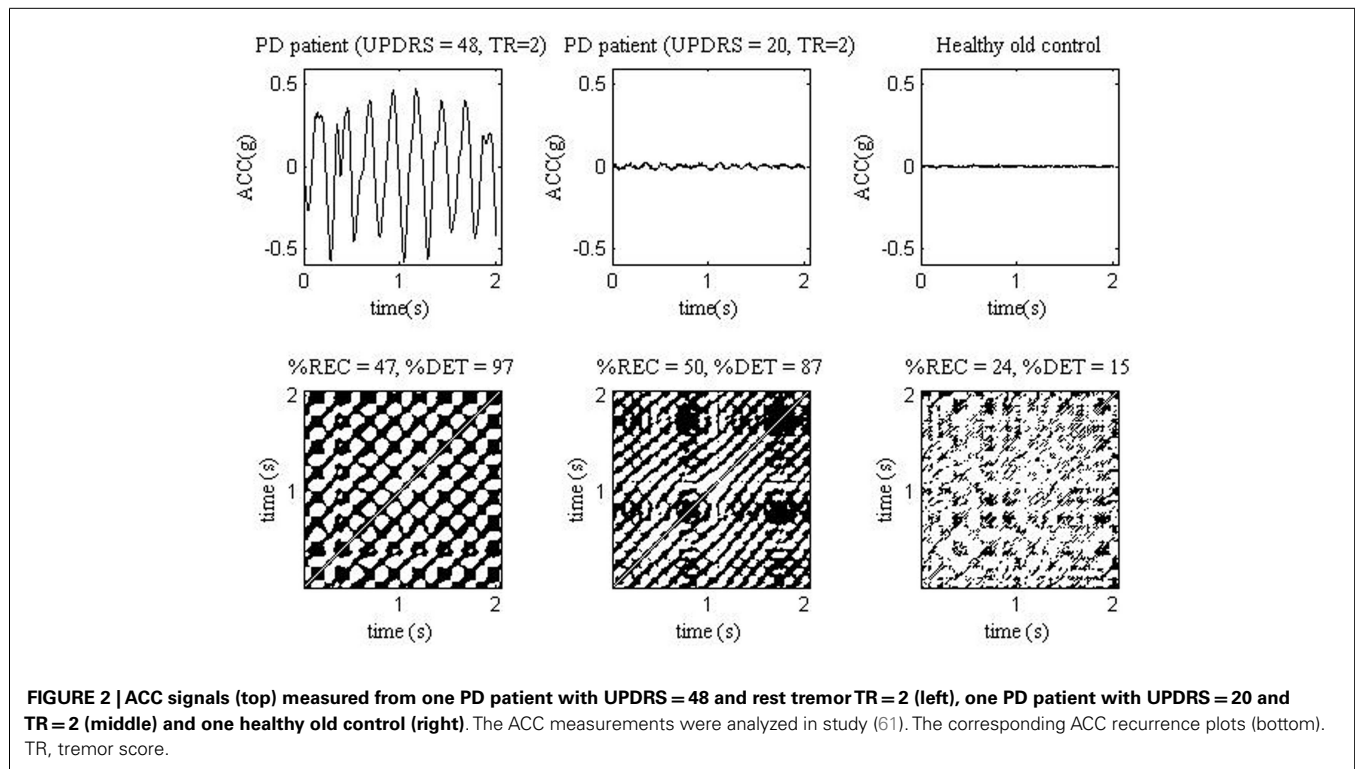 PD patient (UPDRS = 48, TR=2)
PD patient (UPDRS = 20, TR=2)
Healthy old control
0.5
0
-0.5
ACC(g)
0 1 2
time(s)
0.5
0
-0.5
ACC(g)
0 1 2
time(s)
0.5
0
-0.5
ACC(g)
0 1 2
time(s)
%REC = 47, %DET = 97
%REC = 50, %DET = 87
%REC = 24, %DET = 15
2
1
time (s)
1 2
time (s)
2
1
time (s)
1 2
time (s)
2
1
time (s)
1 2
time (s)
FIGURE 2 | ACC signals (top) measured from one PD patient with UPDRS = 48 and rest tremor TR = 2 (left), one PD patient with UPDRS = 20 and
TR = 2 (middle) and one healthy old control (right). The ACC measurements were analyzed in study (61). The corresponding ACC recurrence plots (bottom).
TR, tremor score.